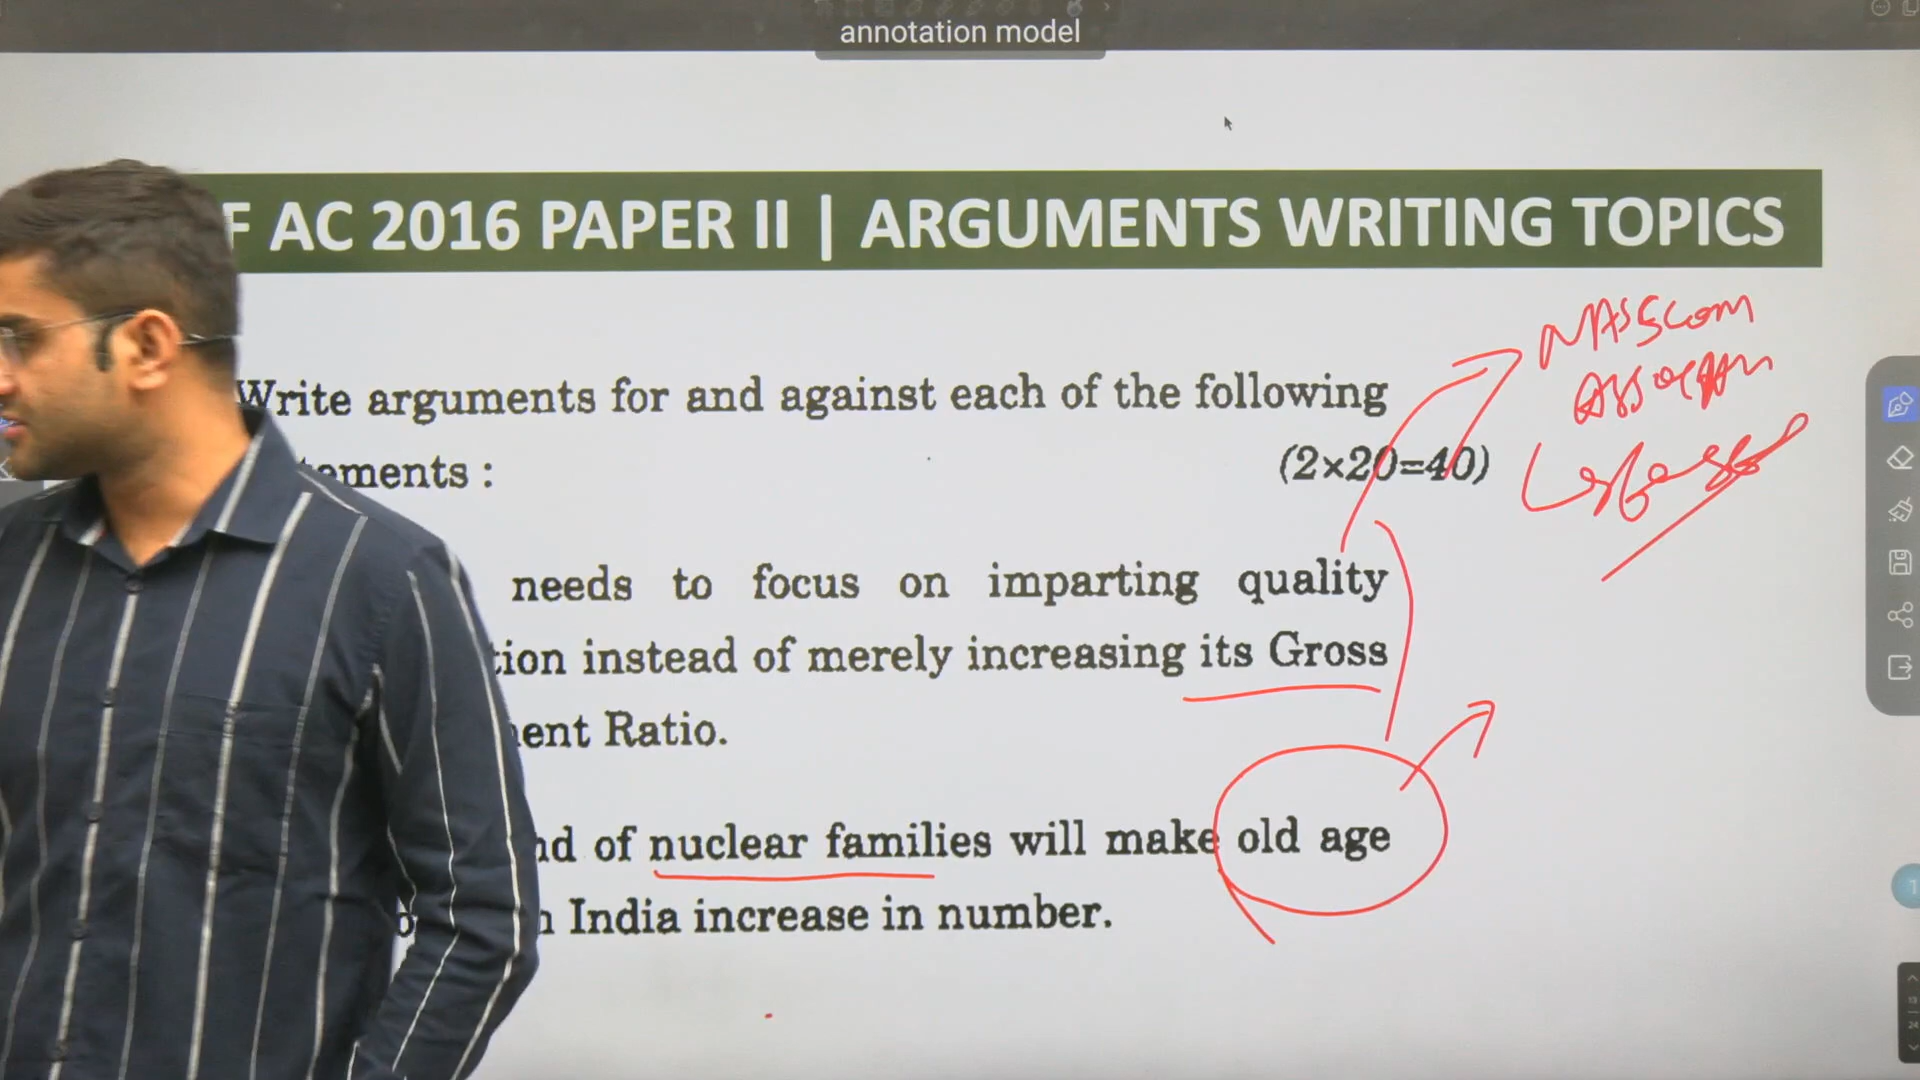 annotation model
F AC 2016 PAPER II | ARGUMENTS WRITING TOPICS
NASSCOM
Write arguments for and against each of the following
ements :
(2×20=40)
needs to focus on imparting quality
tion instead of merely increasing its Gross
ent Ratio.
nd of nuclear families will make old age
India increase in number.